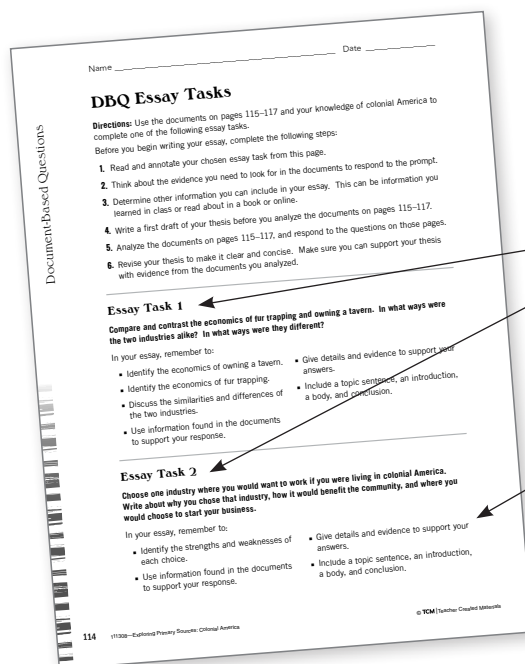 Name Date
Document-Based Questions
DBQ Essay Tasks
Directions: Use the documents on pages 115–117 and your knowledge of colonial America to
complete one of the following essay tasks.
Before you begin writing your essay, complete the following steps:
1. Read and annotate your chosen essay task from this page.
2. Think about the evidence you need to look for in the documents to respond to the prompt.
3. Determine other information you can include in your essay. This can be information you
learned in class or read about in a book or online.
4. Write a first draft of your thesis before you analyze the documents on pages 115–117.
5. Analyze the documents on pages 115–117, and respond to the questions on those pages.
6. Revise your thesis to make it clear and concise. Make sure you can support your thesis
with evidence from the documents you analyzed.
Essay Task 1
Compare and contrast the economics of fur trapping and owning a tavern. In what ways were
the two industries alike? In what ways were they different?
In your essay, remember to:
▪ Identify the economics of owning a tavern.
▪ Identify the economics of fur trapping.
▪ Discuss the similarities and differences of
the two industries.
▪ Use information found in the documents
to support your response.
▪ Give details and evidence to support your
answers.
▪ Include a topic sentence, an introduction,
a body, and conclusion.
Essay Task 2
Choose one industry where you would want to work if you were living in colonial America.
Write about why you chose that industry, how it would benefit the community, and where you
would choose to start your business.
In your essay, remember to:
▪ Identify the strengths and weaknesses of
each choice.
▪ Use information found in the documents
to support your response.
▪ Give details and evidence to support your
answers.
▪ Include a topic sentence, an introduction,
a body, and conclusion.
114 111308—Exploring Primary Sources: Colonial America © TCM | Teacher Created Materials